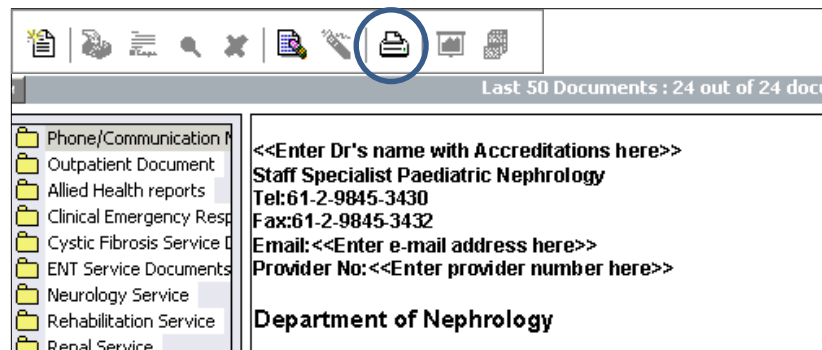 Last 50 Documents : 24 out of 24 docu
Phone/Communication
Outpatient Document
Allied Health reports
Clinical Emergency Resp
Cystic Fibrosis Service
ENT Service Documents
Neurology Service
Rehabilitation Service
Renal Service
<<Enter Dr's name with Accreditations here>>
Staff Specialist Paediatric Nephrology
Tel:61-2-9845-3430
Fax:61-2-9845-3432
Email:<<Enter e-mail address here>>
Provider No:<<Enter provider number here>>
Department of Nephrology